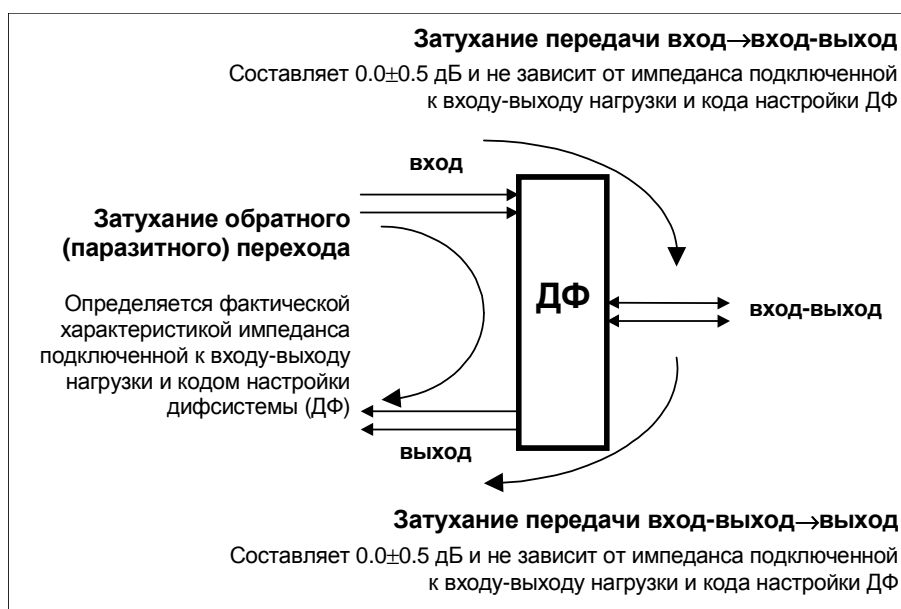 Затухание передачи вход→вход-выход
Составляет 0.0±0.5 дБ и не зависит от импеданса подключенной
к входу-выходу нагрузки и кода настройки ДФ
вход
Затухание обратного
(паразитного) перехода
ДФ
вход-выход
Определяется фактической
характеристикой импеданса
подключенной к входу-выходу
нагрузки и кодом настройки
дифсистемы (ДФ)
выход
Затухание передачи вход-выход→выход
Составляет 0.0±0.5 дБ и не зависит от импеданса подключенной
к входу-выходу нагрузки и кода настройки ДФ